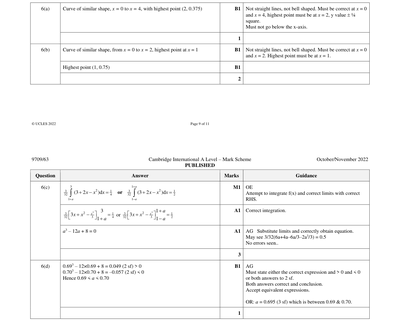 6(a) Curve of similar shape, x = 0 to x = 4, with highest point (2, 0.375) B1 Not straight lines, not bell shaped. Must be correct at x = 0
and x = 4, highest point must be at x = 2, y value ± ¼
square.
Must not go below the x-axis.
1
6(b) Curve of similar shape, from x = 0 to x = 2, highest point at x = 1 B1 Not straight lines, not bell shaped. Must be correct at x = 0
and x = 2. Highest point must be at x = 1.
Highest point (1, 0.75) B1
2
© UCLES 2022 Page 9 of 11
9709/63 Cambridge International A Level – Mark Scheme October/November 2022
PUBLISHED
Question Answer Marks Guidance
6(c) M1 OE
Attempt to integrate f(x) and correct limits with correct
RHS.
A1 Correct integration.
a³ − 12a + 8 = 0 A1 AG Substitute limits and correctly obtain equation.
No errors seen.
3
6(d) 0.69³ − 12×0.69 + 8 = 0.049 (2 sf) > 0
0.70³ − 12×0.70 + 8 = −0.057 (2 sf) < 0
Hence 0.69 < a < 0.70
B1 AG
Must state either the correct expression and > 0 and < 0
or both answers to 2 sf.
Both answers correct and conclusion.
Accept equivalent expressions.
OR: a = 0.695 (3 sf) which is between 0.69 & 0.70.
1